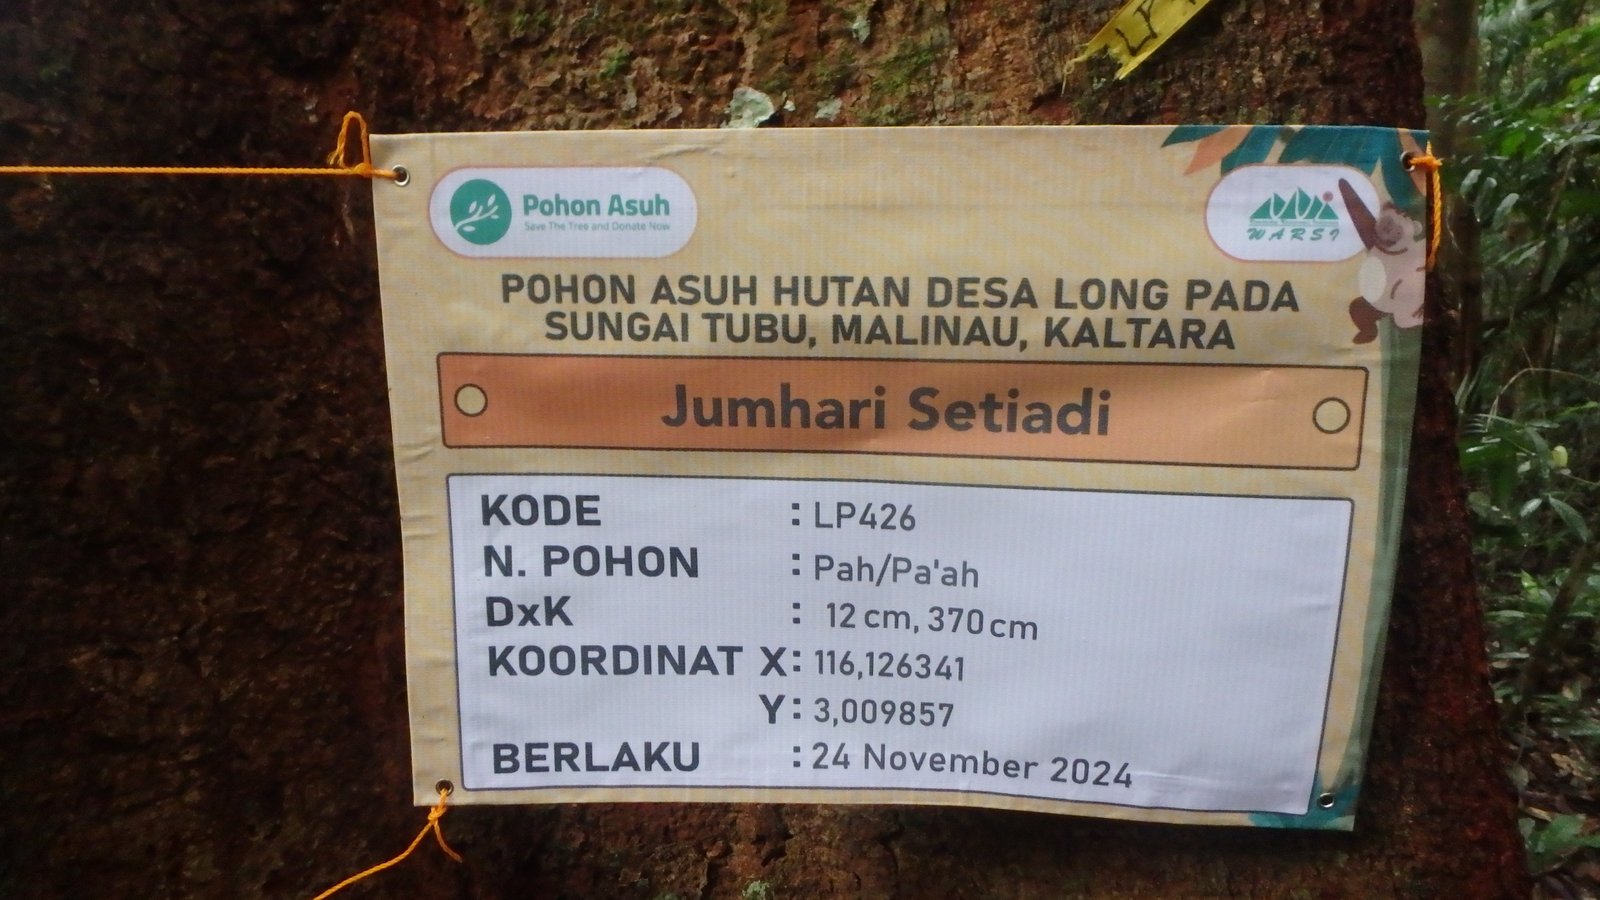 LP
Pohon Asuh
Save The Tree and Donate Now
WARSI
POHON ASUH HUTAN DESA LONG PADA
SUNGAI TUBU, MALINAU, KALTARA
Jumhari Setiadi
KODE : LP426
N. POHON : Pah/Pa'ah
DxK : 12 cm, 370 cm
KOORDINAT X : 116,126341
Y : 3,009857
BERLAKU : 24 November 2024